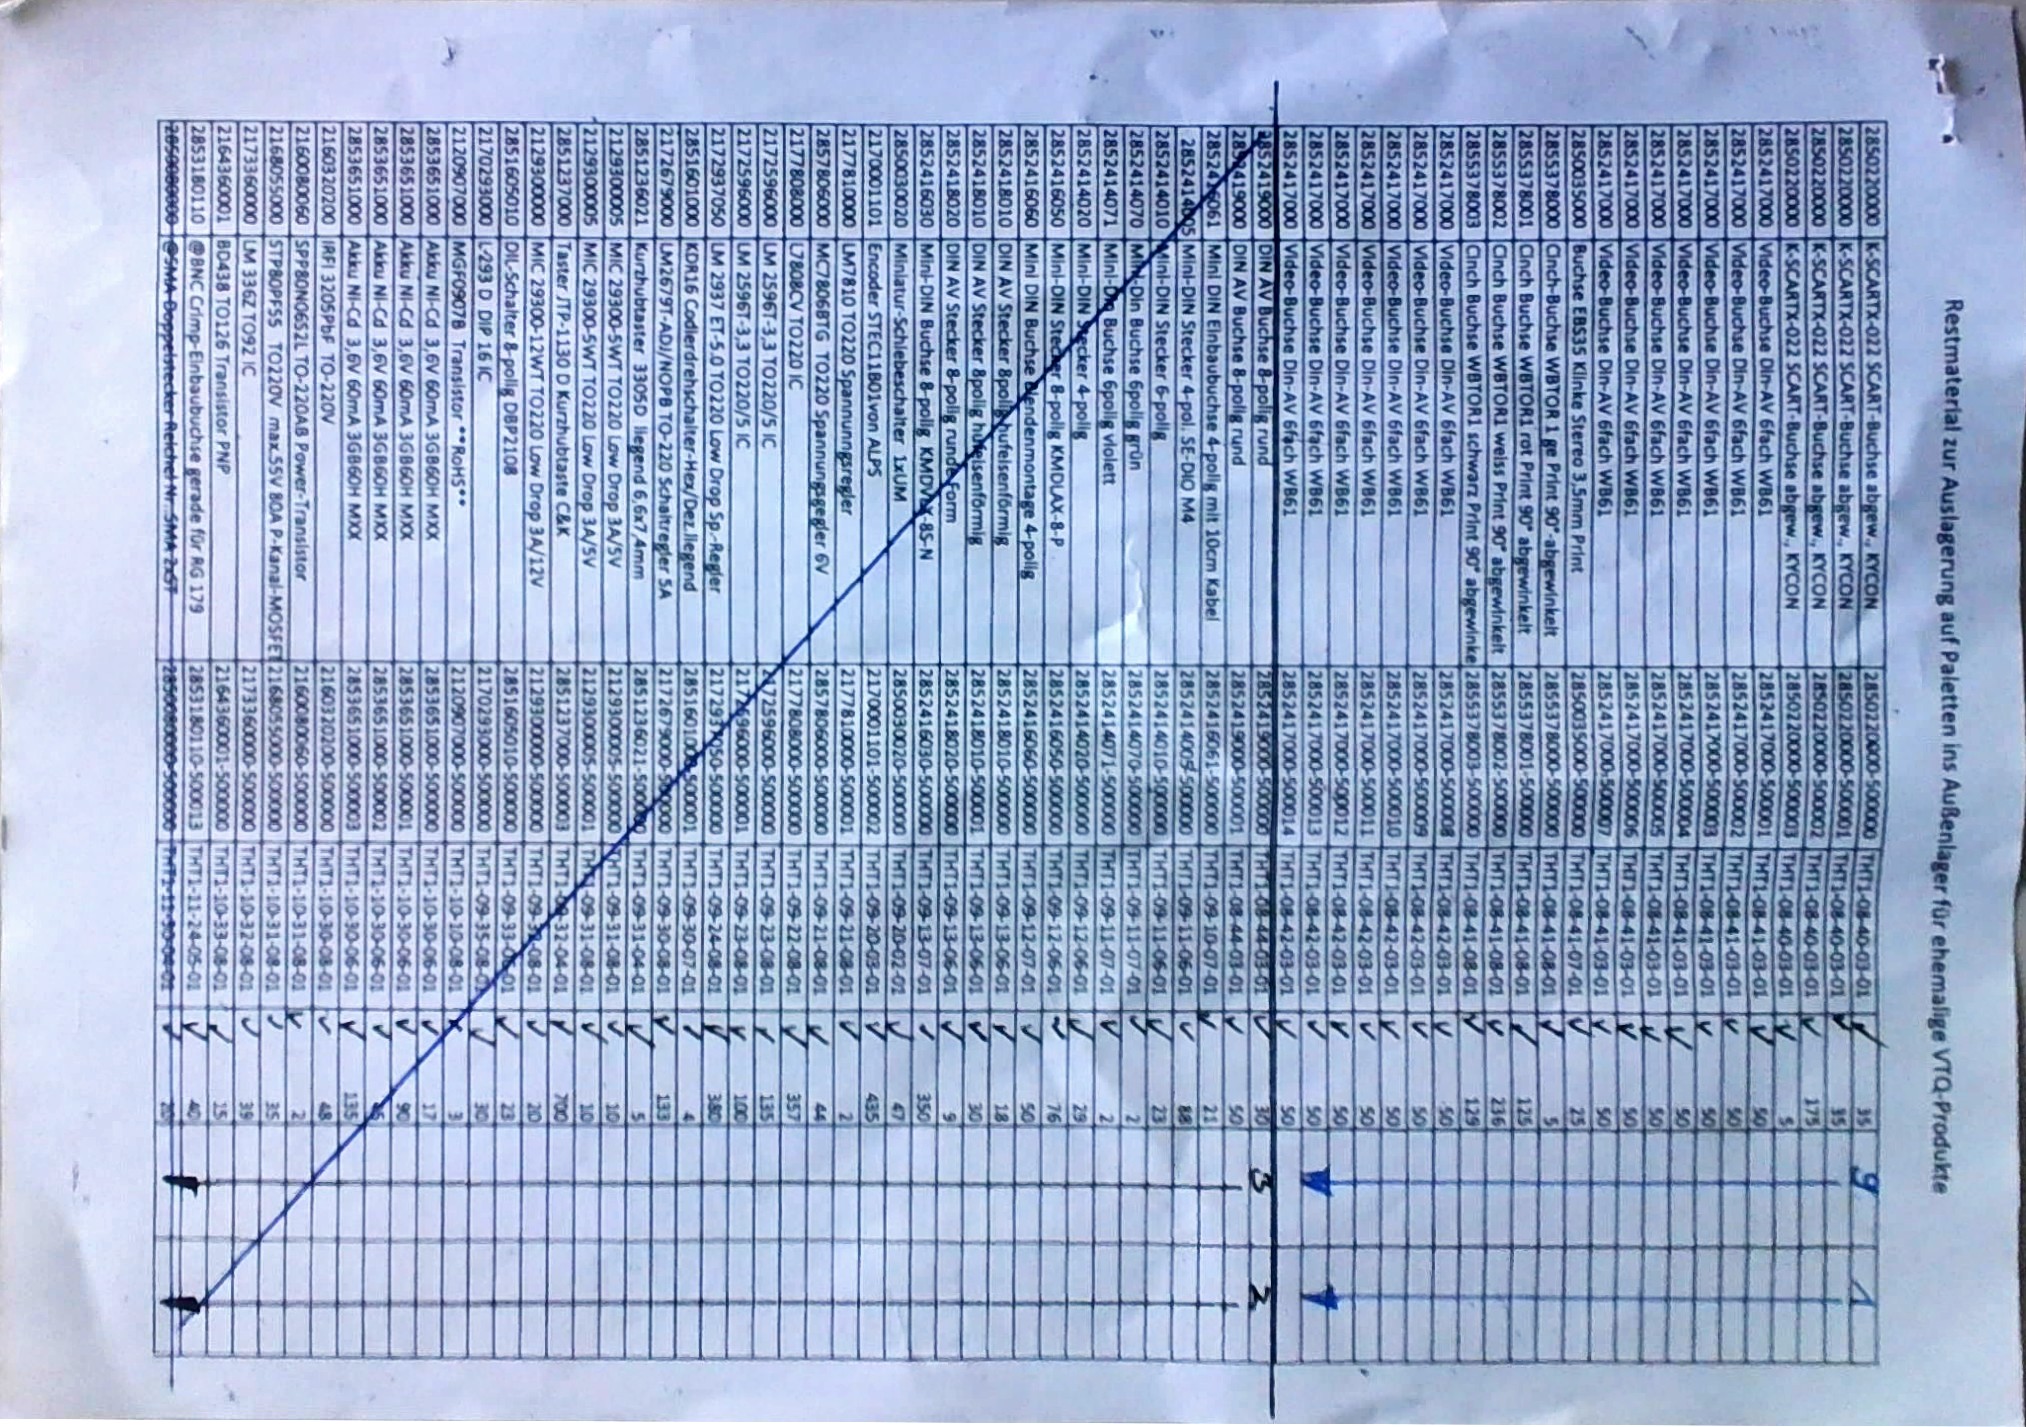 Restmaterial zur Auslagerung auf Paletten ins Außenlager für ehemalige VTQ-Produkte
2850220000 K-SCARTX-022 SCART-Buchse abgew., KYCON 2850220000-500000 THT1-08-40-03-01 35 9 1
2850220000 K-SCARTX-022 SCART-Buchse abgew., KYCON 2850220000-500001 THT1-08-40-03-01 35
2850220000 K-SCARTX-022 SCART-Buchse abgew., KYCON 2850220000-500002 THT1-08-40-03-01 175
2850220000 K-SCARTX-022 SCART-Buchse abgew., KYCON 2850220000-500003 THT1-08-40-03-01 5
2852417000 Video-Buchse Din-AV 6fach WB61 2852417000-500001 THT1-08-41-03-01 50
2852417000 Video-Buchse Din-AV 6fach WB61 2852417000-500002 THT1-08-41-03-01 50
2852417000 Video-Buchse Din-AV 6fach WB61 2852417000-500003 THT1-08-41-03-01 50
2852417000 Video-Buchse Din-AV 6fach WB61 2852417000-500004 THT1-08-41-03-01 50
2852417000 Video-Buchse Din-AV 6fach WB61 2852417000-500005 THT1-08-41-03-01 50
2852417000 Video-Buchse Din-AV 6fach WB61 2852417000-500006 THT1-08-41-03-01 50
2852417000 Video-Buchse Din-AV 6fach WB61 2852417000-500007 THT1-08-41-03-01 50
2850035000 Buchse EBS35 Klinke Stereo 3,5mm Print 2850035000-500000 THT1-08-41-07-01 25
2855378000 Cinch-Buchse WBTOR 1 ge Print 90°-abgewinkelt 2855378000-500000 THT1-08-41-08-01 5
2855378001 Cinch Buchse WBTOR1 rot Print 90° abgewinkelt 2855378001-500000 THT1-08-41-08-01 125
2855378002 Cinch Buchse WBTOR1 weiss Print 90° abgewinkelt 2855378002-500000 THT1-08-41-08-01 236
2855378003 Cinch Buchse WBTOR1 schwarz Print 90° abgewinke 2855378003-500000 THT1-08-41-08-01 129
2852417000 Video-Buchse Din-AV 6fach WB61 2852417000-500008 THT1-08-42-03-01 50
2852417000 Video-Buchse Din-AV 6fach WB61 2852417000-500009 THT1-08-42-03-01 50
2852417000 Video-Buchse Din-AV 6fach WB61 2852417000-500010 THT1-08-42-03-01 50
2852417000 Video-Buchse Din-AV 6fach WB61 2852417000-500011 THT1-08-42-03-01 50
2852417000 Video-Buchse Din-AV 6fach WB61 2852417000-500012 THT1-08-42-03-01 50
2852417000 Video-Buchse Din-AV 6fach WB61 2852417000-500013 THT1-08-42-03-01 50
2852417000 Video-Buchse Din-AV 6fach WB61 2852417000-500014 THT1-08-42-03-01 50
2852419000 DIN AV Buchse 8-polig rund 2852419000-500000 THT1-08-44-03-01 30 3 2
2852419000 DIN AV Buchse 8-polig rund 2852419000-500001 THT1-08-44-03-01 50
2852416061 Mini DIN Einbaubuchse 4-polig mit 10cm Kabel 2852416061-500000 THT1-09-10-07-01 21
2852414005 Mini-DIN Stecker 4-pol. SE-DIO M4 2852414005-500000 THT1-09-11-06-01 88
2852414010 Mini-DIN Stecker 6-polig 2852414010-500000 THT1-09-11-06-01 23
2852414070 Mini-Din Buchse 6polig grün 2852414070-500000 THT1-09-11-07-01 2
2852414071 Mini-Din Buchse 6polig violett 2852414071-500000 THT1-09-11-07-01 2
2852414020 Mini-DIN Stecker 4-polig 2852414020-500000 THT1-09-12-06-01 29
2852416050 Mini-DIN Stecker 8-polig KMDLAX-8-P 2852416050-500000 THT1-09-12-06-01 76
2852416060 Mini DIN Buchse Blendenmontage 4-polig 2852416060-500000 THT1-09-12-07-01 50
2852418010 DIN AV Stecker 8polig hufeisenförmig 2852418010-500000 THT1-09-13-06-01 18
2852418010 DIN AV Stecker 8polig hufeisenförmig 2852418010-500001 THT1-09-13-06-01 30
2852418020 DIN AV Stecker 8-polig runde Form 2852418020-500000 THT1-09-13-06-01 9
2852416030 Mini-DIN Buchse 8-polig KMDVAX-8S-N 2852416030-500000 THT1-09-13-07-01 350
2850030020 Miniatur-Schiebeschalter 1xUM 2850030020-500000 THT1-09-20-02-01 47
2170001101 Encoder STEC11B01von ALPS 2170001101-500002 THT1-09-20-03-01 435
2177810000 LM7810 TO220 Spannungsregler 2177810000-500001 THT1-09-21-08-01 2
2857806000 MC7806BTG TO220 Spannungsgegler 6V 2857806000-500000 THT1-09-21-08-01 44
2177808000 L7808CV TO220 IC 2177808000-500000 THT1-09-22-08-01 357
2172596000 LM 2596T-3,3 TO220/5 IC 2172596000-500000 THT1-09-23-08-01 135
2172596000 LM 2596T-3,3 TO220/5 IC 2172596000-500001 THT1-09-23-08-01 100
2172937050 LM 2937 ET-5.0 TO220 Low Drop Sp.-Regler 2172937050-500000 THT1-09-24-08-01 380
2851601000 KDR16 Codierdrehschalter-Hex/Dez.liegend 2851601000-500001 THT1-09-30-07-01 4
2172679000 LM2679T-ADJ/NOPB TO-220 Schaltregler 5A 2172679000-500000 THT1-09-30-08-01 133
2851236021 Kurzhubtaster 3305D liegend 6,6x7,4mm 2851236021-500000 THT1-09-31-04-01 5
2129300005 MIC 29300-5WT TO220 Low Drop 3A/5V 2129300005-500000 THT1-09-31-08-01 10
2129300005 MIC 29300-5WT TO220 Low Drop 3A/5V 2129300005-500001 THT1-09-31-08-01 10
2851237000 Taster JTP-1130 D Kurzhubtaste C&K 2851237000-500003 THT1-09-32-04-01 700
2129300000 MIC 29300-12WT TO220 Low Drop 3A/12V 2129300000-500000 20
2851605010 DIL-Schalter 8-polig DBP2108 2851605010-500000 23
2170293000 L-293 D DIP 16 IC 2170293000-500000 THT1-09-35-08-01 30
2120907000 MGF0907B Transistor **RoHS** 2120907000-500000 THT1-10-10-08-01 3
2853651000 Akku Ni-Cd 3,6V 60mA 3GB60H MXX 2853651000-500000 THT1-10-30-06-01 17
2853651000 Akku Ni-Cd 3,6V 60mA 3GB60H MXX 2853651000-500001 THT1-10-30-06-01 90
2853651000 Akku Ni-Cd 3,6V 60mA 3GB60H MXX 2853651000-500002 THT1-10-30-06-01
2853651000 Akku Ni-Cd 3,6V 60mA 3GB60H MXX 2853651000-500003 THT1-10-30-06-01 135
2160320200 IRFI 3205PbF TO-220V 2160320200-500000 THT1-10-30-08-01 48
2160080060 SPP80N06S2L TO-220AB Power-Transistor 2160080060-500000 THT1-10-31-08-01 2
2168055000 STP80PF55 TO220V max.55V 80A P-Kanal-MOSFET 2168055000-500000 THT1-10-31-08-01 35
2173360000 LM 336Z TO92 IC 2173360000-500000 THT1-10-32-08-01 39
2164360001 BD438 TO126 Transistor PNP 2164360001-500000 THT1-10-33-08-01 15
2853180110 @BNC Crimp-Einbaubuchse gerade für RG 179 2853180110-500013 THT1-11-24-05-01 40
@SMA-Doppelstecker Reichel Nr. SMA 2xST 20